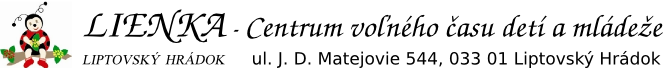 LIENKA - Centrum voľného času detí a mládeže
LIPTOVSKÝ HRÁDOK ul. J. D. Matejovie 544, 033 01 Liptovský Hrádok